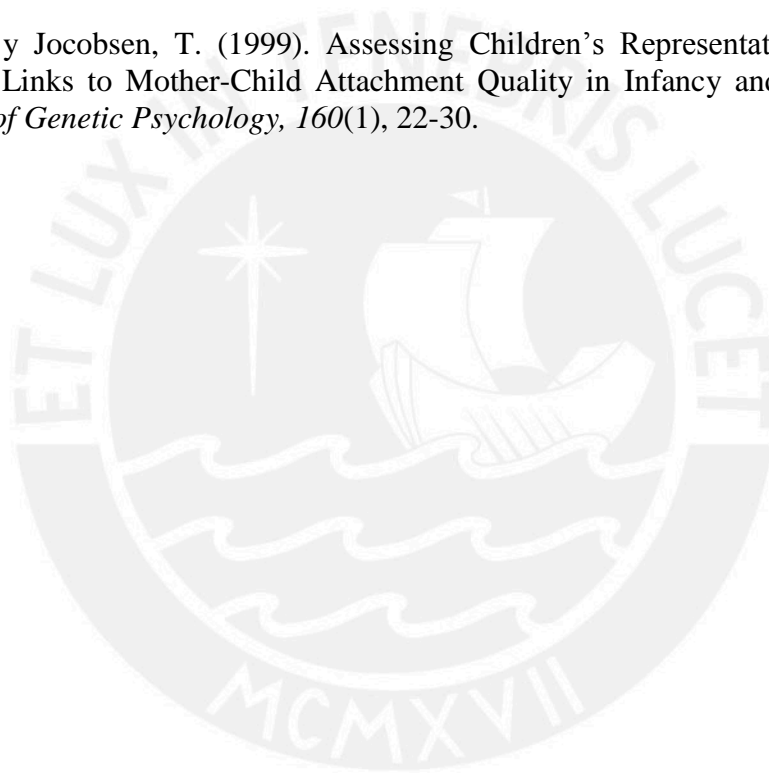 y Jocobsen, T. (1999). Assessing Children’s Representat
Links to Mother-Child Attachment Quality in Infancy and
of Genetic Psychology, 160(1), 22-30.
ET LUX IN TENEBRIS LUCET
MCMXVII